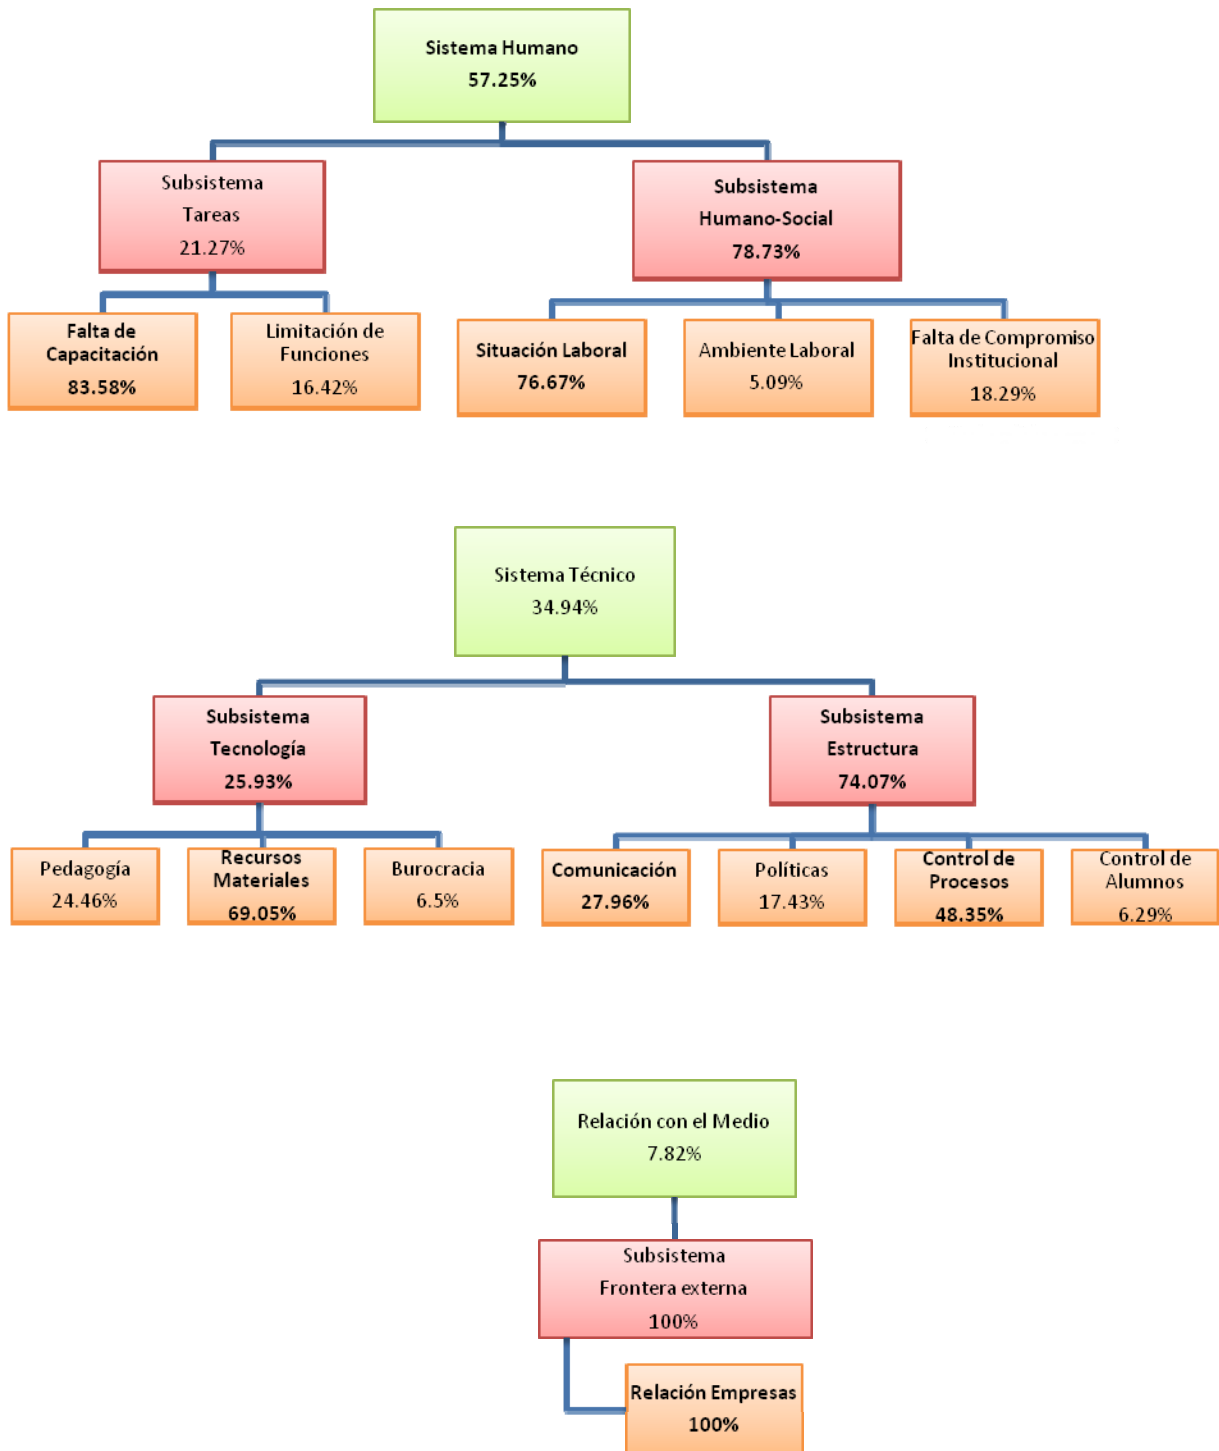 Sistema Humano
57.25%
Subsistema
Tareas
21.27%
Subsistema
Humano-Social
78.73%
Falta de
Capacitación
83.58%
Limitación de
Funciones
16.42%
Situación Laboral
76.67%
Ambiente Laboral
5.09%
Falta de Compromiso
Institucional
18.29%
Sistema Técnico
34.94%
Subsistema
Tecnología
25.93%
Subsistema
Estructura
74.07%
Pedagogía
24.46%
Recursos
Materiales
69.05%
Burocracia
6.5%
Comunicación
27.96%
Políticas
17.43%
Control de
Procesos
48.35%
Control de
Alumnos
6.29%
Relación con el Medio
7.82%
Subsistema
Frontera externa
100%
Relación Empresas
100%